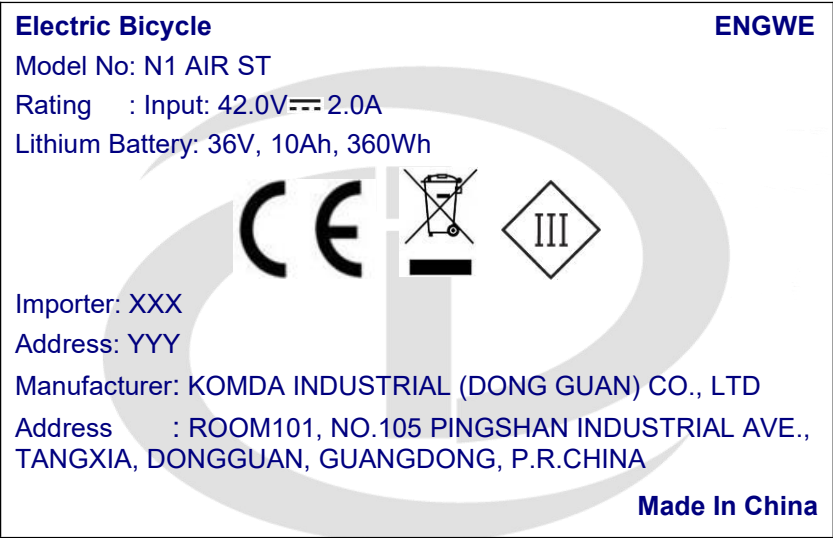 Electric Bicycle ENGWE
Model No: N1 AIR ST
Rating : Input: 42.0V⎓2.0A
Lithium Battery: 36V, 10Ah, 360Wh
CE III
Importer: XXX
Address: YYY
Manufacturer: KOMDA INDUSTRIAL (DONG GUAN) CO., LTD
Address : ROOM101, NO.105 PINGSHAN INDUSTRIAL AVE.,
TANGXIA, DONGGUAN, GUANGDONG, P.R.CHINA
Made In China